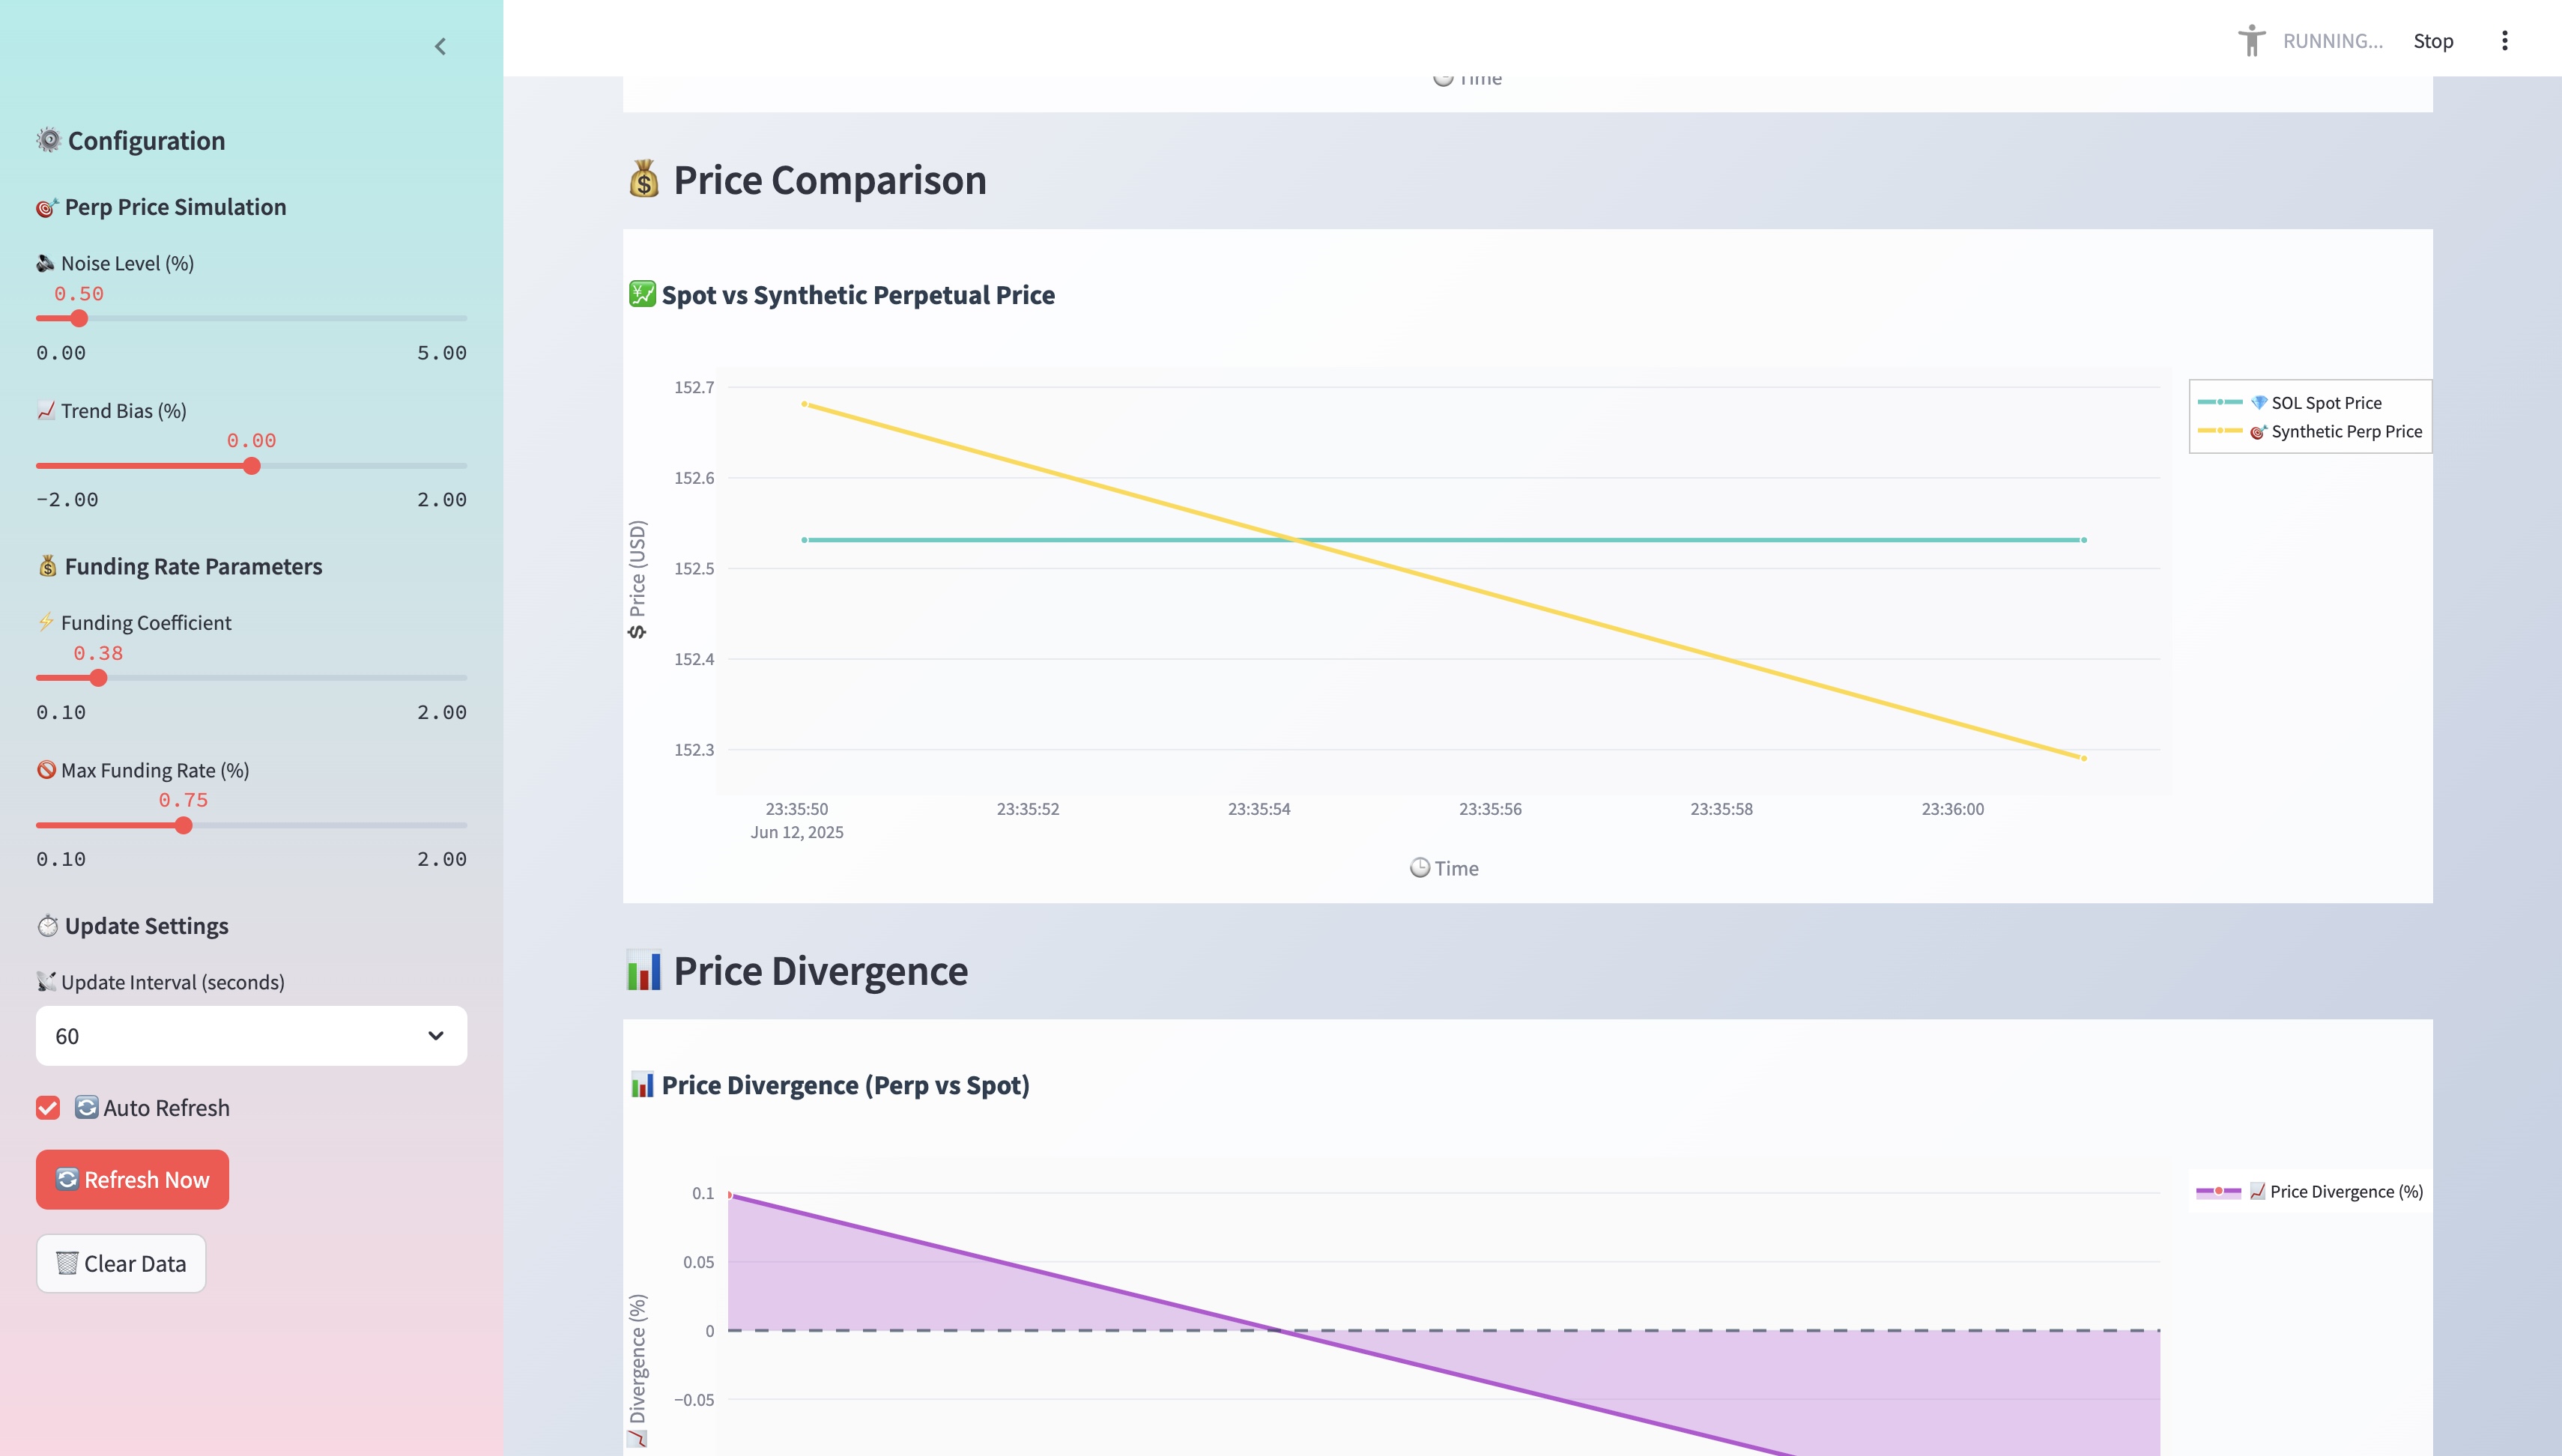 RUNNING...
Stop
Time
Configuration
Perp Price Simulation
Noise Level (%)
0.50
0.00
5.00
Trend Bias (%)
0.00
−2.00
2.00
Funding Rate Parameters
Funding Coefficient
0.38
0.10
2.00
Max Funding Rate (%)
0.75
0.10
2.00
Update Settings
Update Interval (seconds)
60
Auto Refresh
Refresh Now
Clear Data
Price Comparison
Spot vs Synthetic Perpetual Price
SOL Spot Price
Synthetic Perp Price
152.7
152.6
152.5
152.4
152.3
Price (USD)
23:35:50
23:35:52
23:35:54
23:35:56
23:35:58
23:36:00
Jun 12, 2025
Time
Price Divergence
Price Divergence (Perp vs Spot)
Price Divergence (%)
0.1
0.05
0
−0.05
Divergence (%)